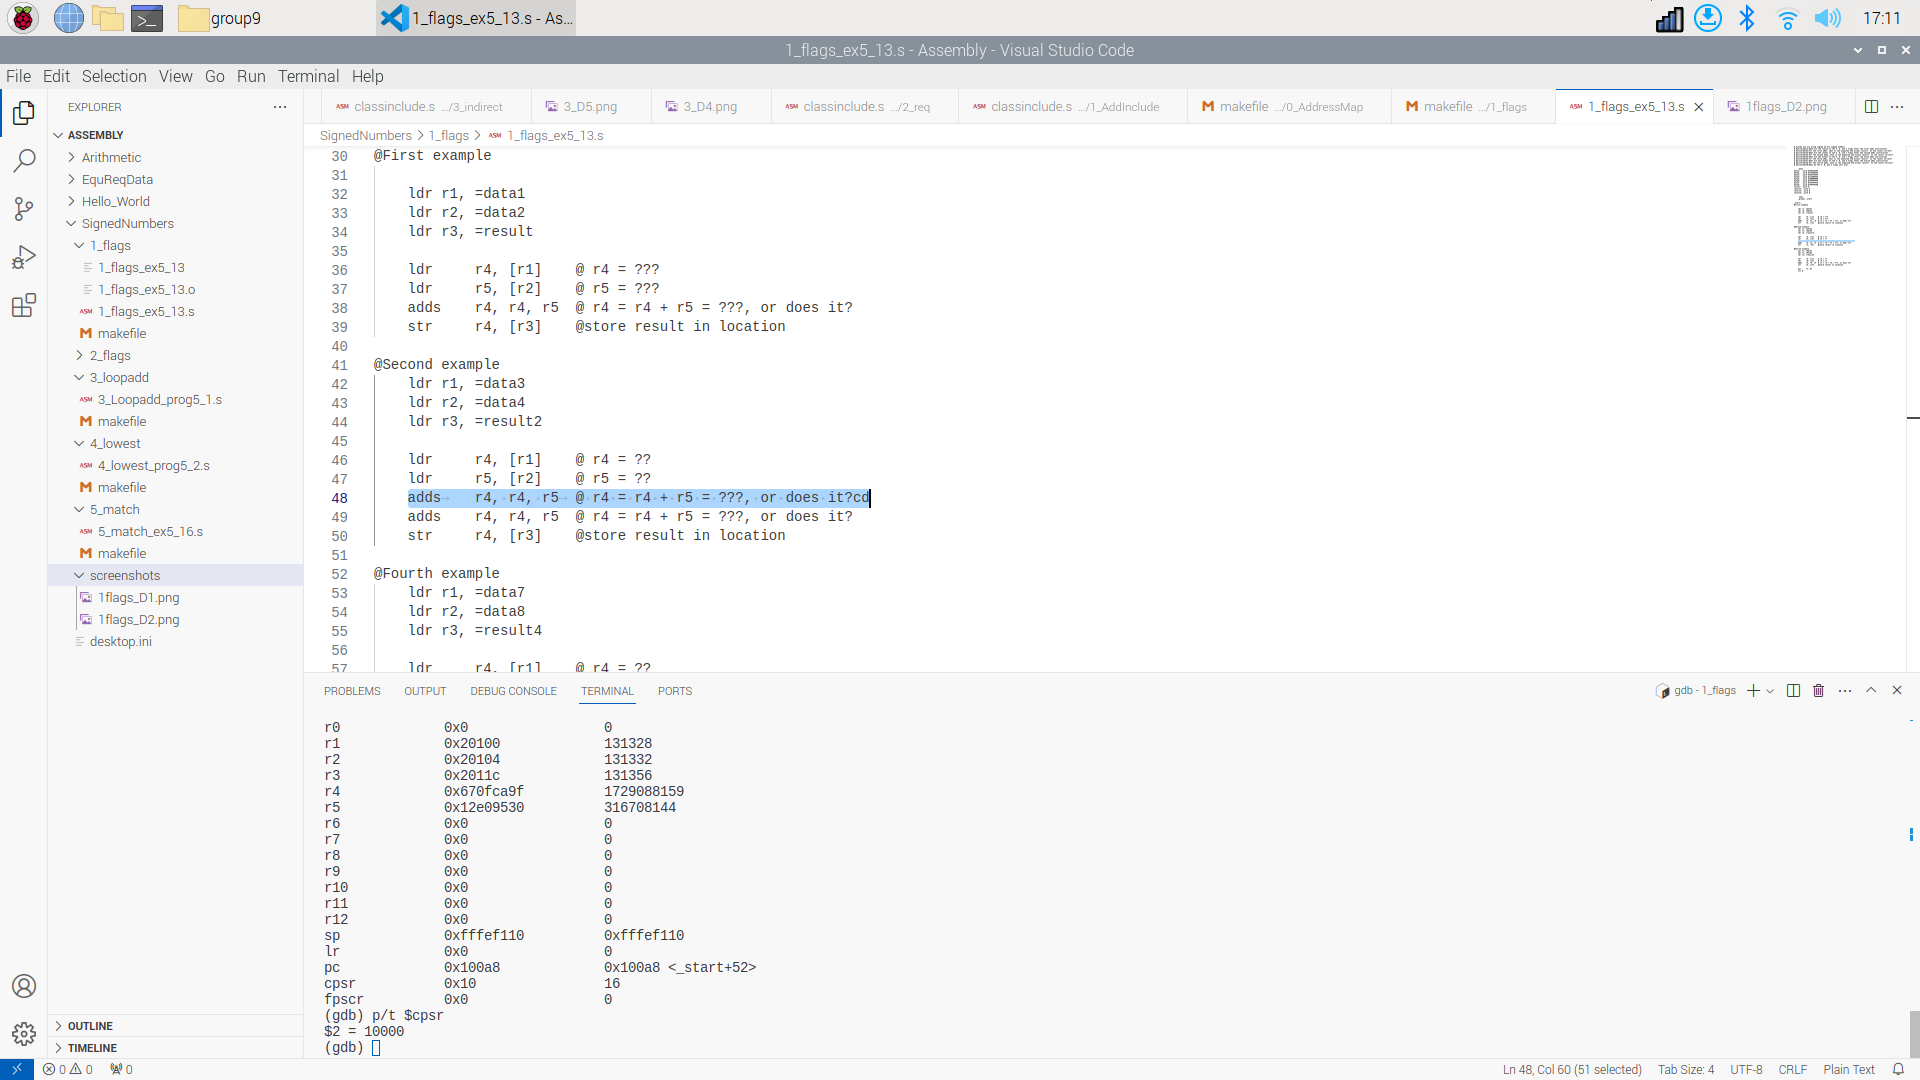 group9
1_flags_ex5_13.s - As...
17:11
1_flags_ex5_13.s - Assembly - Visual Studio Code
File Edit Selection View Go Run Terminal Help
EXPLORER
ASSEMBLY
Arithmetic
EquReqData
Hello_World
SignedNumbers
1_flags
1_flags_ex5_13
1_flags_ex5_13.o
ASM 1_flags_ex5_13.s
M makefile
2_flags
3_loopadd
ASM 3_Loopadd_prog5_1.s
M makefile
4_lowest
ASM 4_lowest_prog5_2.s
M makefile
5_match
ASM 5_match_ex5_16.s
M makefile
screenshots
1flags_D1.png
1flags_D2.png
desktop.ini
OUTLINE
TIMELINE
ASM classinclude.s .../3_indirect
3_D5.png
3_D4.png
ASM classinclude.s .../2_req
ASM classinclude.s .../1_AddInclude
M makefile .../0_AddressMap
M makefile .../1_flags
ASM 1_flags_ex5_13.s
1flags_D2.png
SignedNumbers > 1_flags > ASM 1_flags_ex5_13.s
30 @First example
31
32 ldr r1, =data1
33 ldr r2, =data2
34 ldr r3, =result
35
36 ldr r4, [r1] @ r4 = ???
37 ldr r5, [r2] @ r5 = ???
38 adds r4, r4, r5 @ r4 = r4 + r5 = ???, or does it?
39 str r4, [r3] @store result in location
40
41 @Second example
42 ldr r1, =data3
43 ldr r2, =data4
44 ldr r3, =result2
45
46 ldr r4, [r1] @ r4 = ??
47 ldr r5, [r2] @ r5 = ??
48 adds r4, r4, r5 @ r4 = r4 + r5 = ???, or does it?cd
49 adds r4, r4, r5 @ r4 = r4 + r5 = ???, or does it?
50 str r4, [r3] @store result in location
51
52 @Fourth example
53 ldr r1, =data7
54 ldr r2, =data8
55 ldr r3, =result4
56
57 ldr r4, [r1] @ r4 = ??
PROBLEMS OUTPUT DEBUG CONSOLE TERMINAL PORTS
gdb - 1_flags
r0 0x0 0
r1 0x20100 131328
r2 0x20104 131332
r3 0x2011c 131356
r4 0x670fca9f 1729088159
r5 0x12e09530 316708144
r6 0x0 0
r7 0x0 0
r8 0x0 0
r9 0x0 0
r10 0x0 0
r11 0x0 0
r12 0x0 0
sp 0xfffef110 0xfffef110
lr 0x0 0
pc 0x100a8 0x100a8 <_start+52>
cpsr 0x10 16
fpscr 0x0 0
(gdb) p/t $cpsr
$2 = 10000
(gdb)
0 0 0
Ln 48, Col 60 (51 selected) Tab Size: 4 UTF-8 CRLF Plain Text